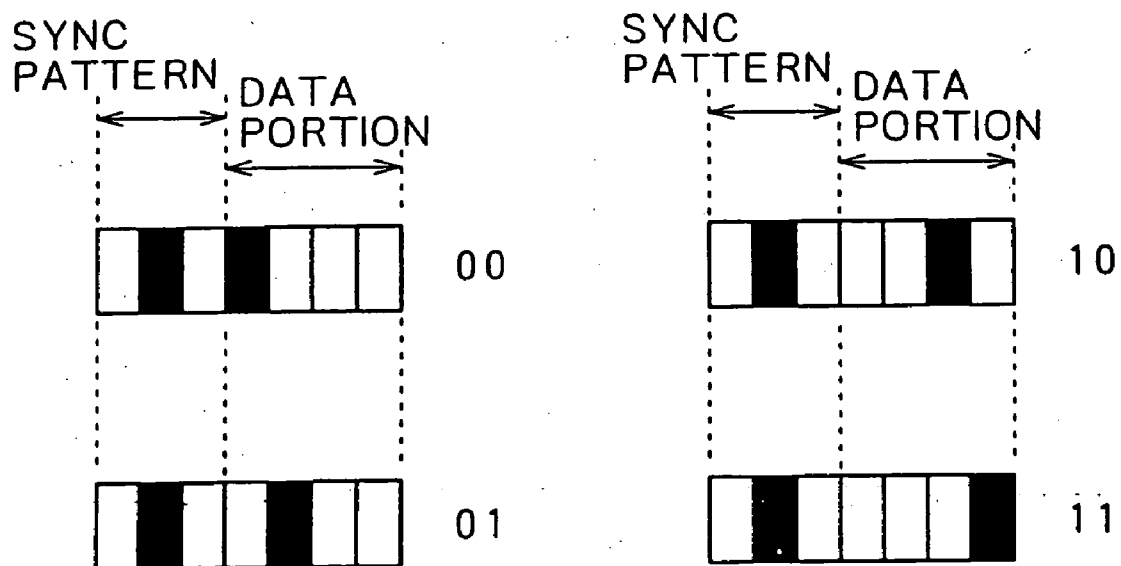 SYNC
PATTERN
DATA
PORTION
00
01
SYNC
PATTERN
DATA
PORTION
10
11